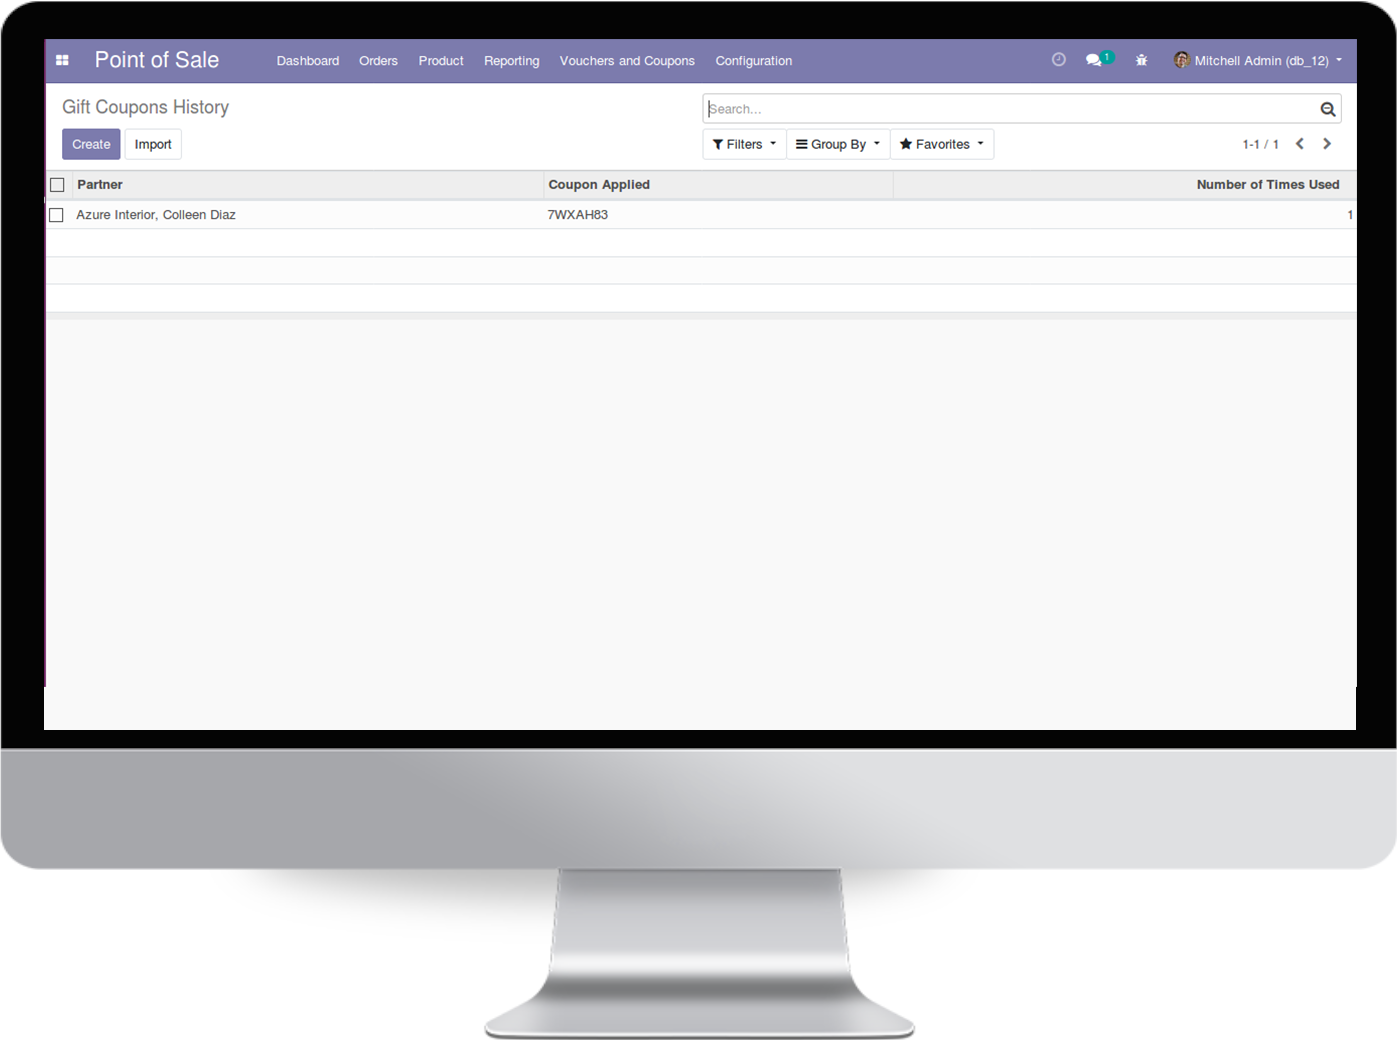 Point of Sale Dashboard Orders Product Reporting Vouchers and Coupons Configuration 1 Mitchell Admin (db_12)
Gift Coupons History Search...
Create Import Filters Group By Favorites 1-1 / 1
Partner Coupon Applied Number of Times Used
Azure Interior, Colleen Diaz 7WXAH83 1